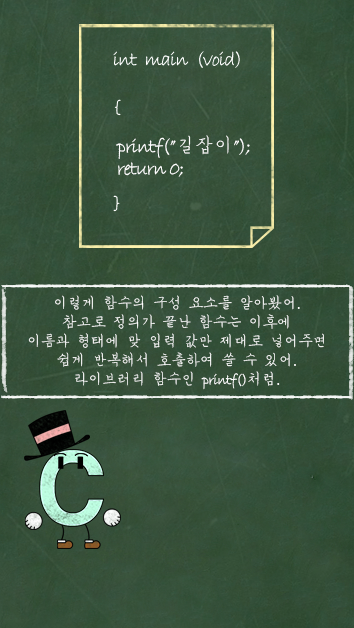 int main (void)
{
printf("길잡이");
return 0;
}
이렇게 함수의 구성 요소를 알아봤어.
참고로 정의가 끝난 함수는 이후에
이름과 형태에 맞 입력 값만 제대로 넣어주면
쉽게 반복해서 호출하여 쓸 수 있어.
라이브러리 함수인 printf()처럼.
C